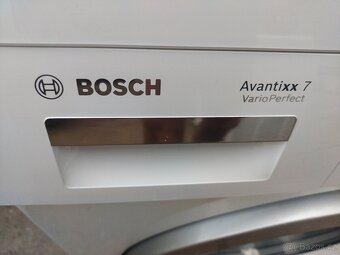 BOSCH
Avantixx 7
VarioPerfect